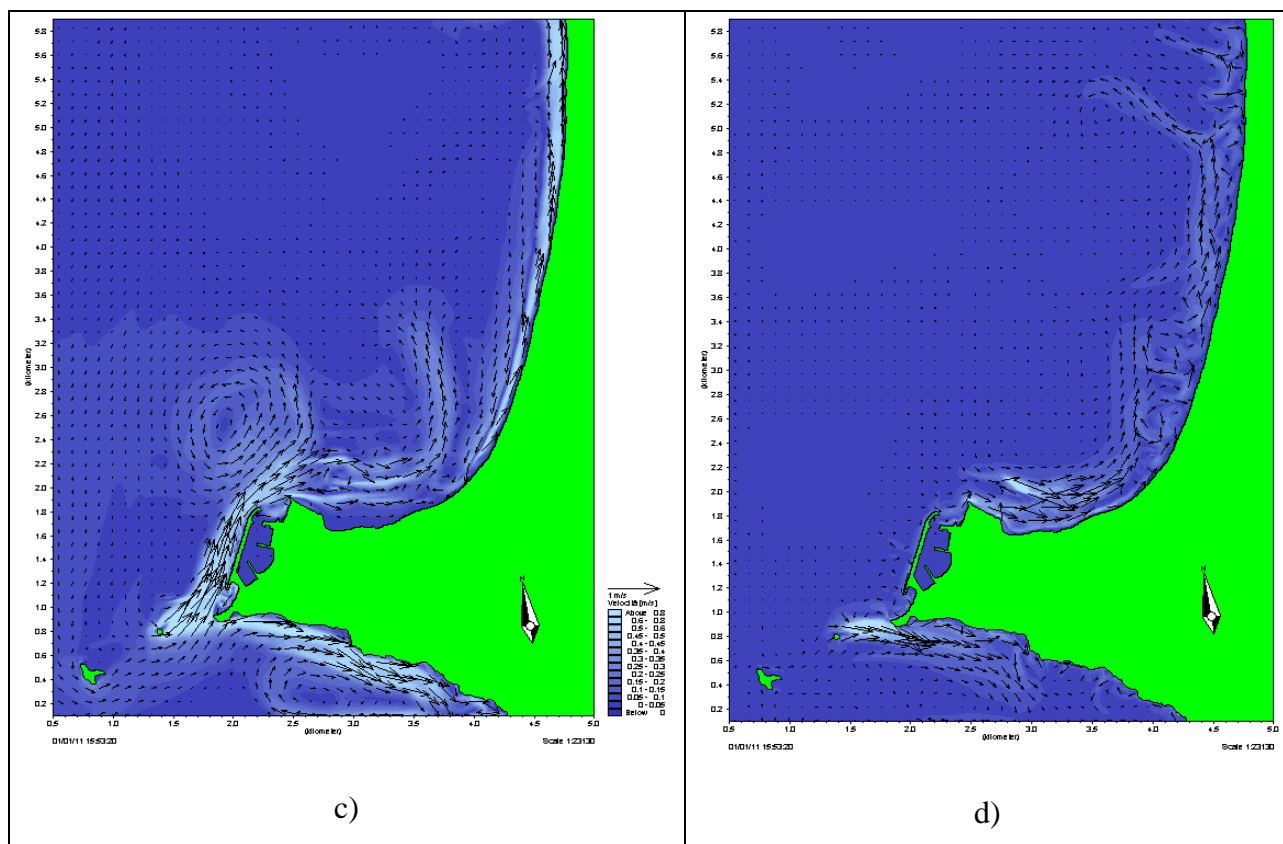 5.8
5.6
5.4
5.2
5.0
4.8
4.6
4.4
4.2
4.0
3.8
3.6
3.4
3.2
(kilometer)
3.0
2.8
2.6
2.4
2.2
2.0
1.8
1.6
1.4
1.2
1.0
0.8
0.6
0.4
0.2
0.5 1.0 1.5 2.0 2.5 3.0 3.5 4.0 4.5 5.0
(kilometer)
01/01/11 15:53:20 Scale 1:23130
N
1 m/s
Velocità [m/s]
Above 0.8
0.6 - 0.8
0.5 - 0.6
0.45 - 0.5
0.4 - 0.45
0.35 - 0.4
0.3 - 0.35
0.25 - 0.3
0.2 - 0.25
0.15 - 0.2
0.1 - 0.15
0.05 - 0.1
0 - 0.05
Below 0
c)
5.8
5.6
5.4
5.2
5.0
4.8
4.6
4.4
4.2
4.0
3.8
3.6
3.4
3.2
(kilometer)
3.0
2.8
2.6
2.4
2.2
2.0
1.8
1.6
1.4
1.2
1.0
0.8
0.6
0.4
0.2
0.5 1.0 1.5 2.0 2.5 3.0 3.5 4.0 4.5 5.0
(kilometer)
01/01/11 15:53:20 Scale 1:23130
N
d)